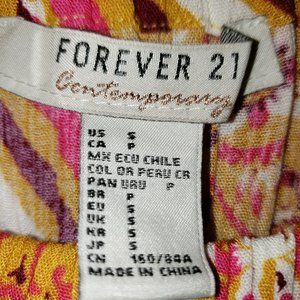 FOREVER 21
Contemporary
US S
CA P
MX ECU CHILE
COL OR PERU CR
PAN URU P
BR P
EU S
UK S
KR S
JP S
CN 160/84A
MADE IN CHINA